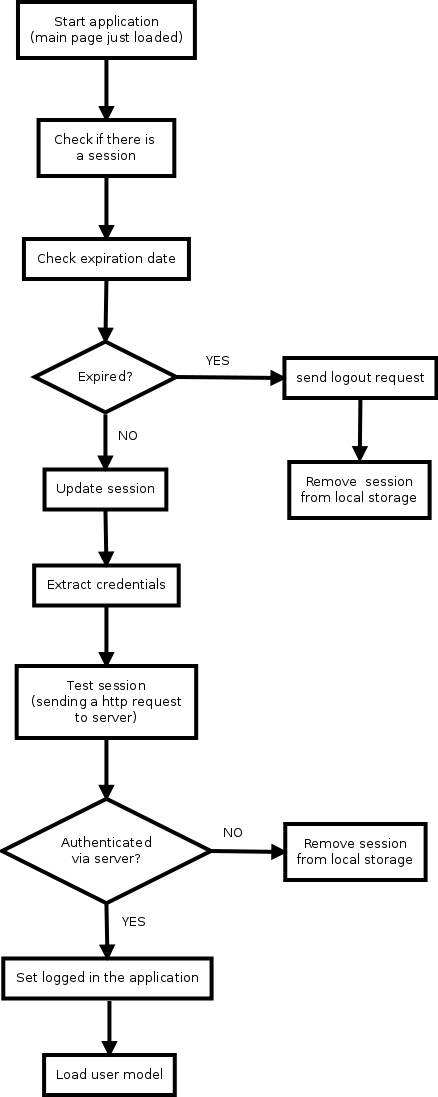 Start application
(main page just loaded)
Check if there is
a session
Check expiration date
Expired?
YES
send logout request
NO
Remove session
from local storage
Update session
Extract credentials
Test session
(sending a http request
to server)
Authenticated
via server?
NO
Remove session
from local storage
YES
Set logged in the application
Load user model